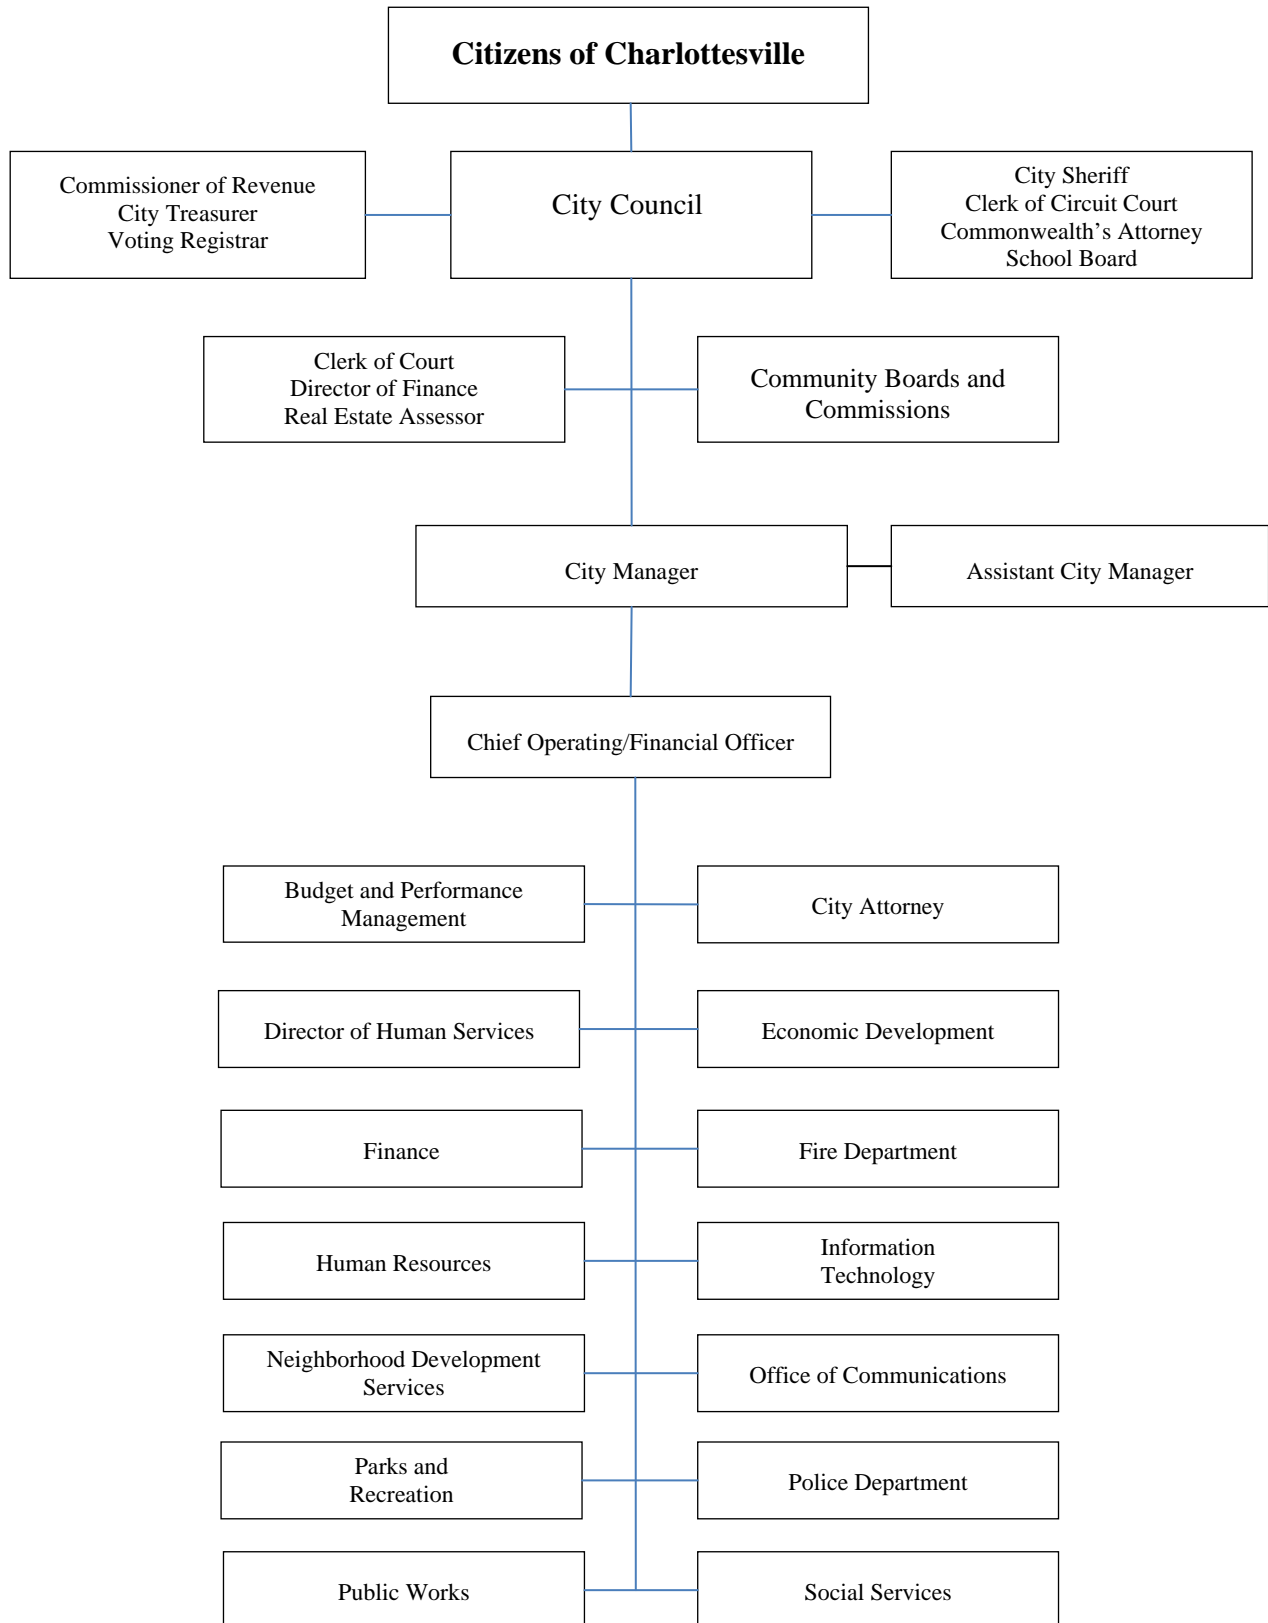 Citizens of Charlottesville
Commissioner of Revenue
City Treasurer
Voting Registrar
City Council
City Sheriff
Clerk of Circuit Court
Commonwealth’s Attorney
School Board
Clerk of Court
Director of Finance
Real Estate Assessor
Community Boards and
Commissions
City Manager
Assistant City Manager
Chief Operating/Financial Officer
Budget and Performance
Management
City Attorney
Director of Human Services
Economic Development
Finance
Fire Department
Human Resources
Information
Technology
Neighborhood Development
Services
Office of Communications
Parks and
Recreation
Police Department
Public Works
Social Services